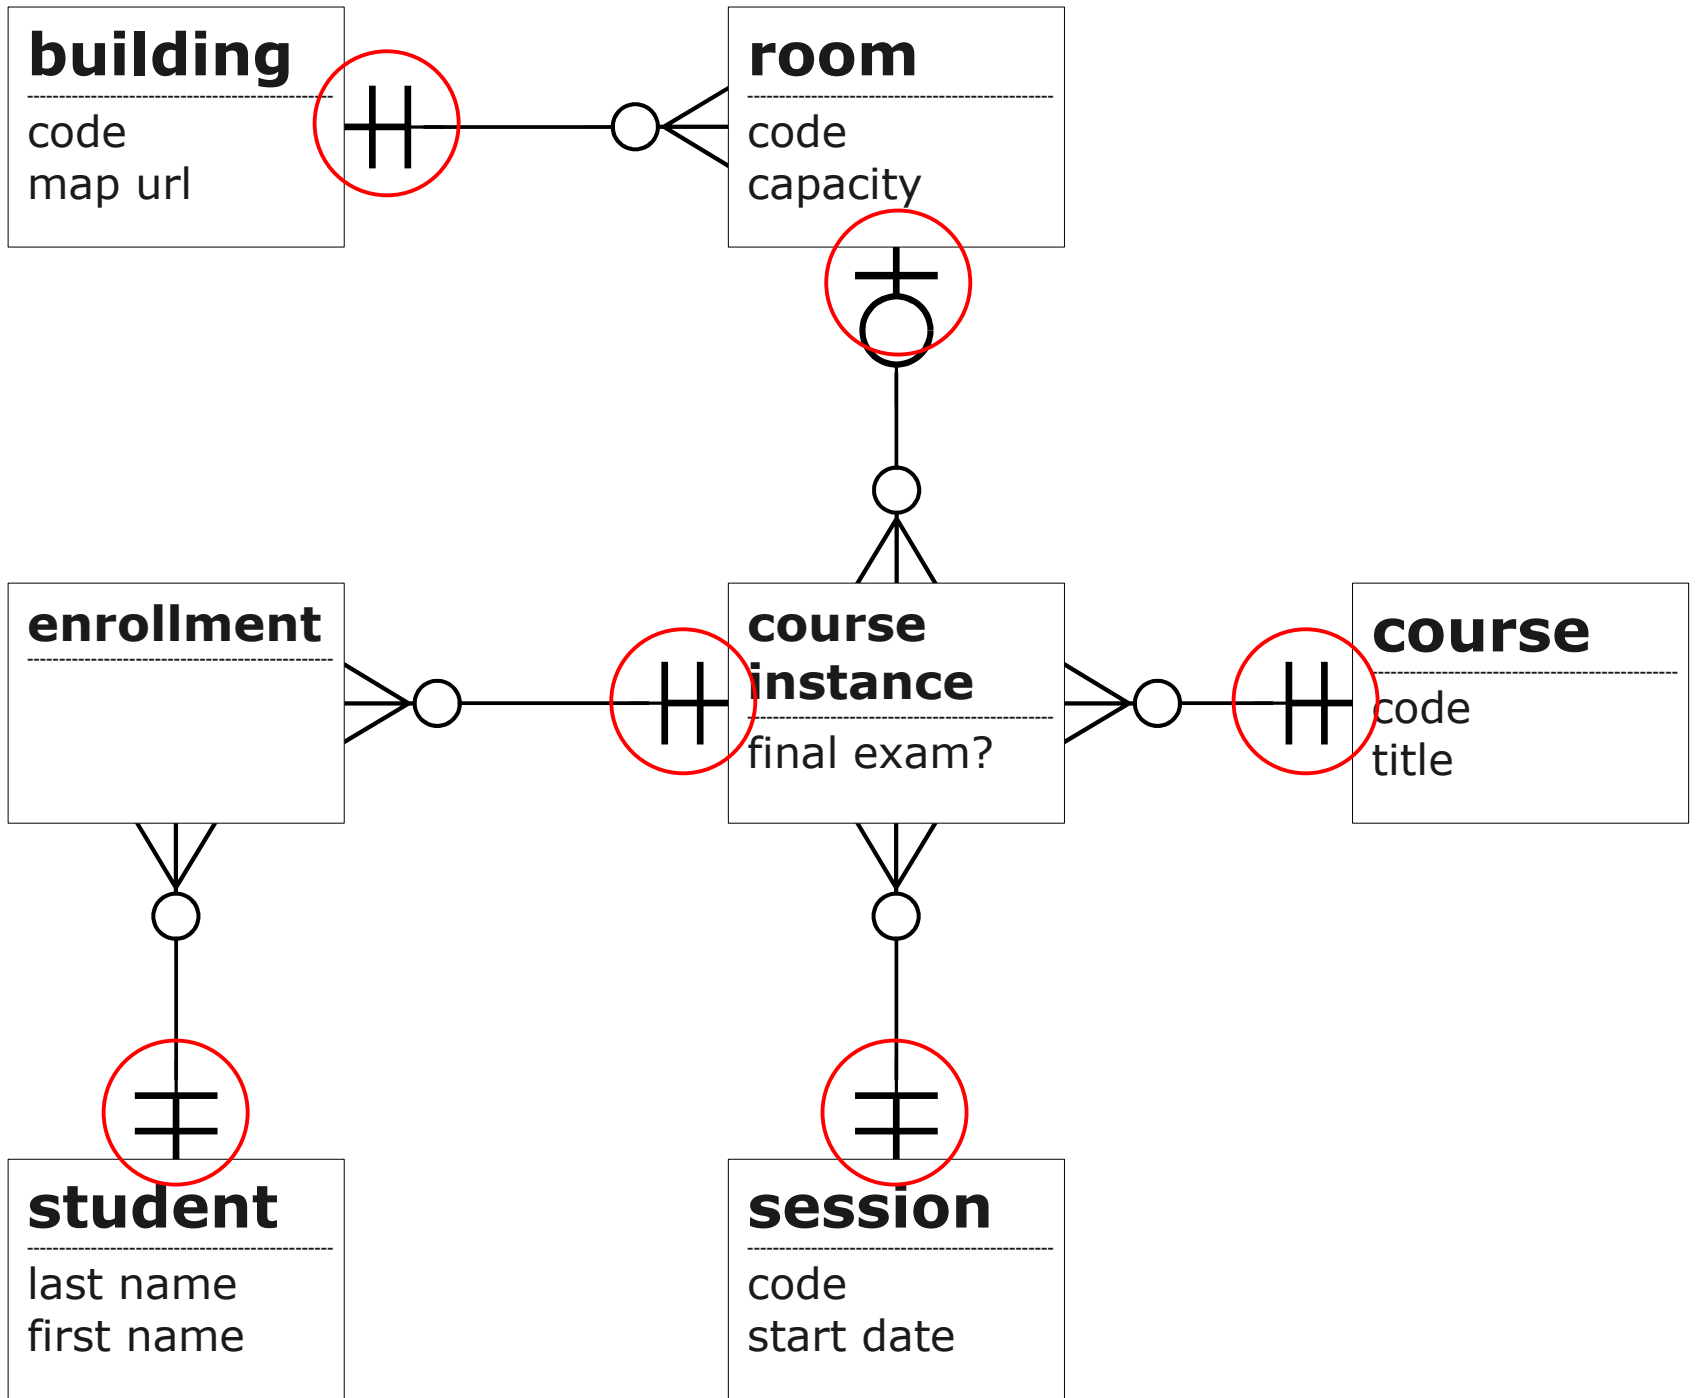 building
code
map url
room
code
capacity
enrollment
course
instance
final exam?
course
code
title
student
last name
first name
session
code
start date